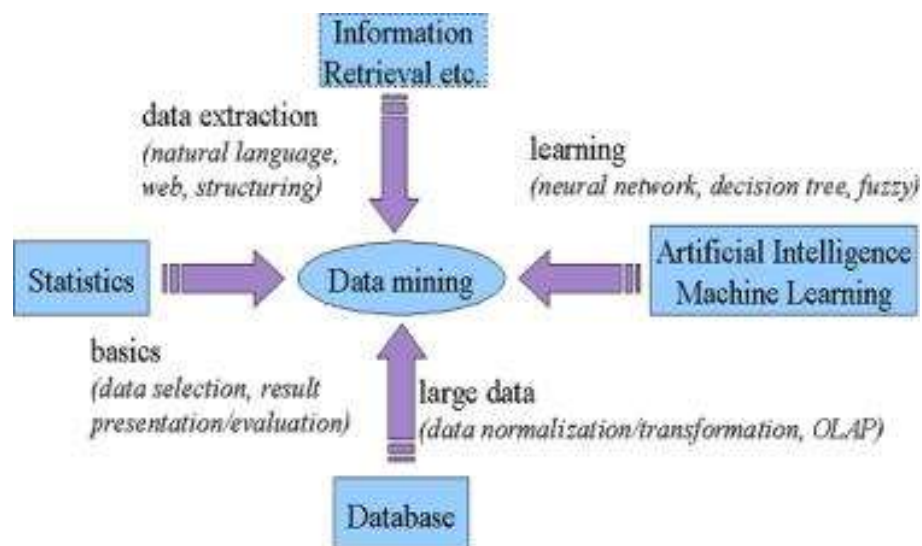 Information
Retrieval etc.
data extraction
(natural language,
web, structuring)
learning
(neural network, decision tree, fuzzy)
Statistics
Data mining
Artificial Intelligence
Machine Learning
basics
(data selection, result
presentation/evaluation)
large data
(data normalization/transformation, OLAP)
Database